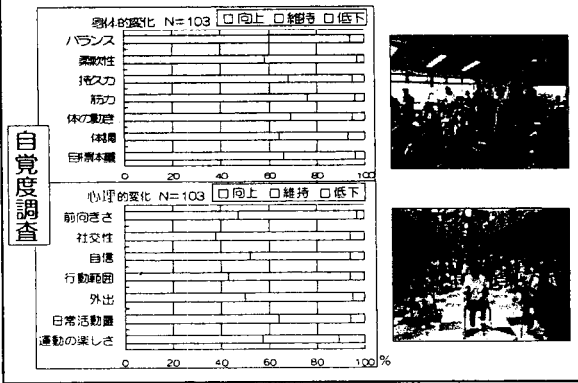 自覚度調査
身体的変化 N=103 □向上 □維持 □低下
バランス
柔軟性
持久力
筋力
体の動き
体調
目標体重
0 20 40 60 80 100
心理的変化 N=103 □向上 □維持 □低下
前向きさ
社交性
自信
行動範囲
外出
日常活動量
運動の楽しさ
0 20 40 60 80 100 %